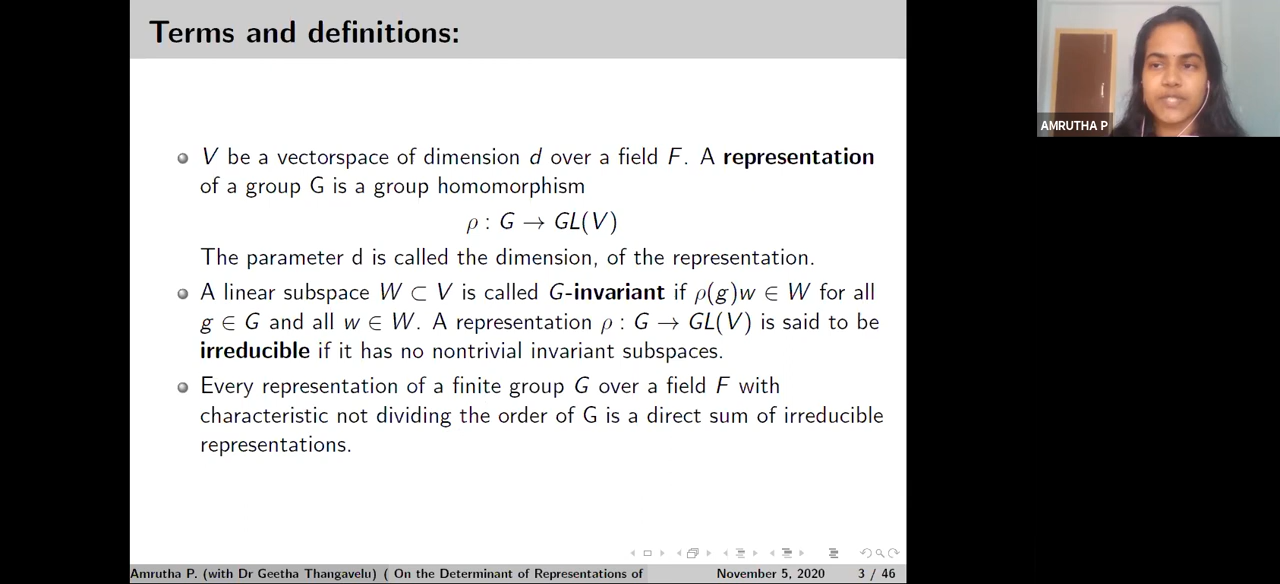 Terms and definitions:
V be a vectorspace of dimension d over a field F. A representation
of a group G is a group homomorphism
ρ : G → GL(V)
The parameter d is called the dimension, of the representation.
A linear subspace W ⊂ V is called G-invariant if ρ(g)w ∈ W for all
g ∈ G and all w ∈ W. A representation ρ : G → GL(V) is said to be
irreducible if it has no nontrivial invariant subspaces.
Every representation of a finite group G over a field F with
characteristic not dividing the order of G is a direct sum of irreducible
representations.
Amrutha P. (with Dr Geetha Thangavelu) ( On the Determinant of Representations of November 5, 2020 3 / 46
AMRUTHA P